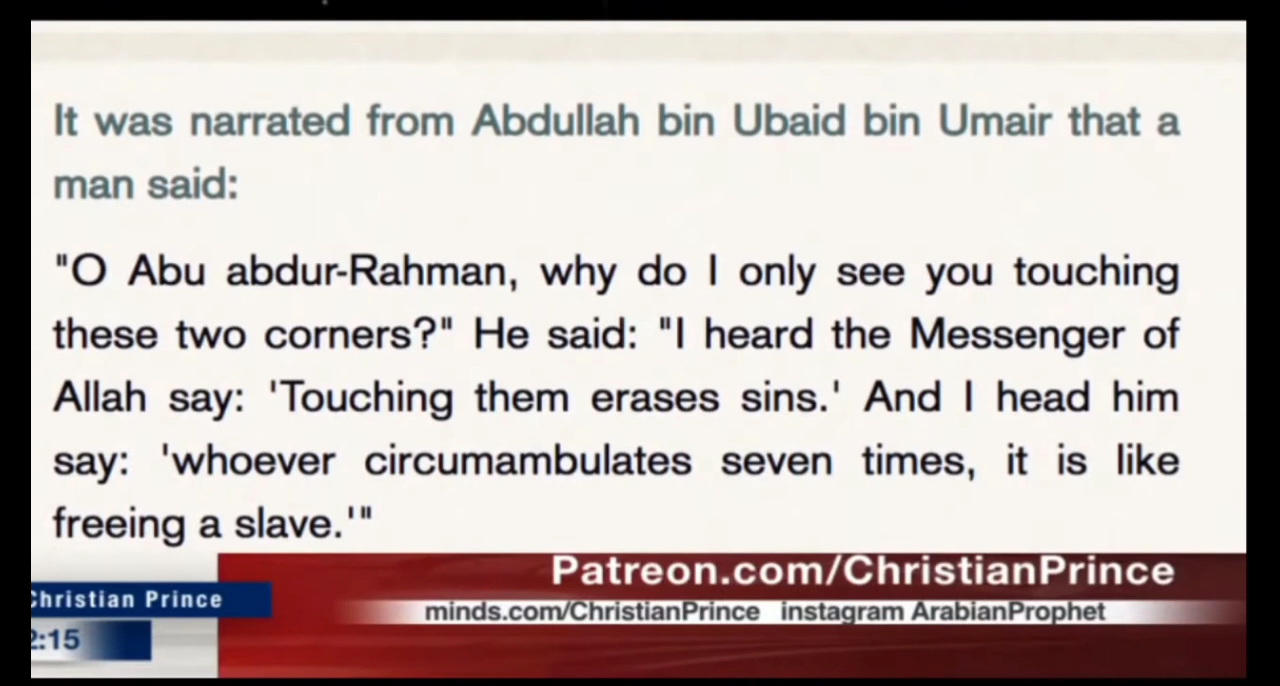 It was narrated from Abdullah bin Ubaid bin Umair that a
man said:
"O Abu abdur-Rahman, why do I only see you touching
these two corners?" He said: "I heard the Messenger of
Allah say: 'Touching them erases sins.' And I head him
say: 'whoever circumambulates seven times, it is like
freeing a slave.'"
Patreon.com/ChristianPrince
Christian Prince
minds.com/ChristianPrince instagram ArabianProphet
2:15